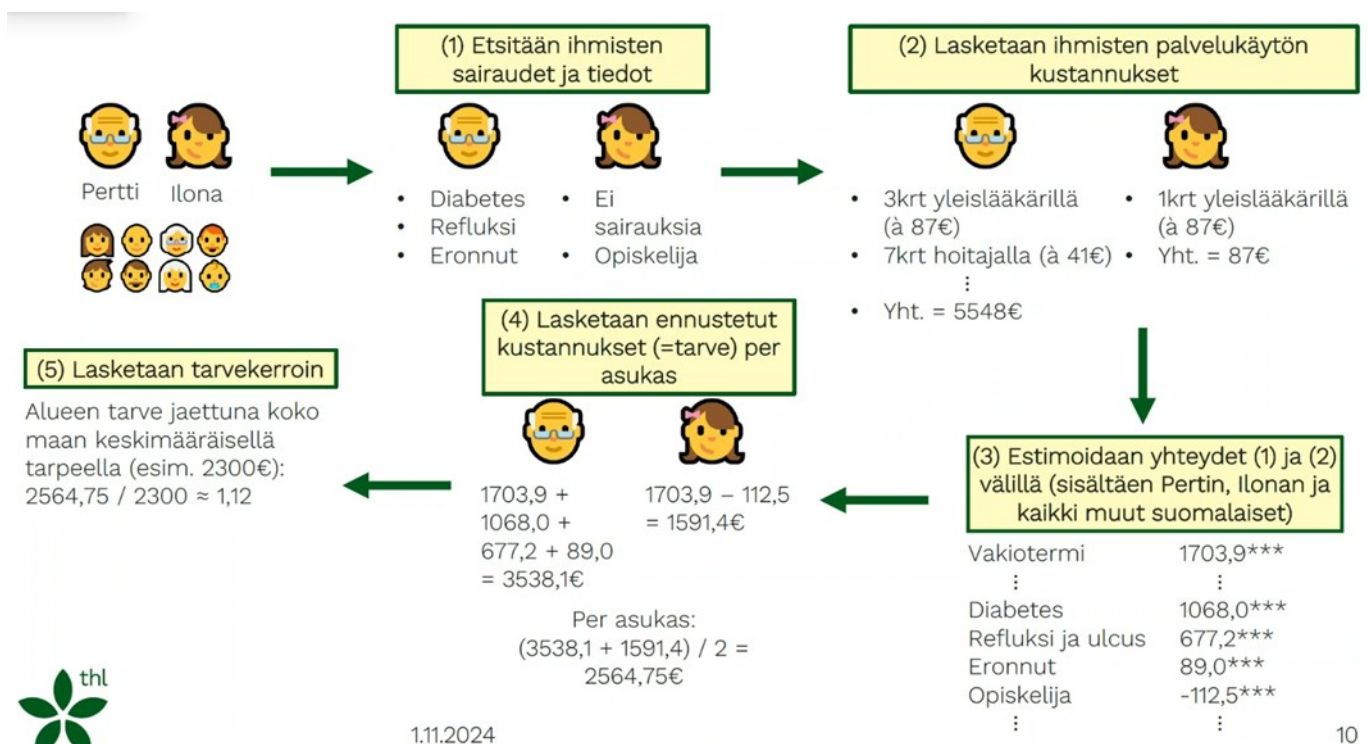 (1) Etsitään ihmisten
sairaudet ja tiedot
(2) Lasketaan ihmisten palvelukäytön
kustannukset
Pertti
Ilona
• Diabetes
• Refluksi
• Eronnut
• Ei
sairauksia
• Opiskelija
• 3krt yleislääkärillä
(à 87€)
• 7krt hoitajalla (à 41€)
⋮
• Yht. = 5548€
• 1krt yleislääkärillä
(à 87€)
• Yht. = 87€
(3) Estimoidaan yhteydet (1) ja (2)
välillä (sisältäen Pertin, Ilonan ja
kaikki muut suomalaiset)
Vakiotermi 1703,9***
⋮ ⋮
Diabetes 1068,0***
Refluksi ja ulcus 677,2***
Eronnut 89,0***
Opiskelija -112,5***
⋮ ⋮
(4) Lasketaan ennustetut
kustannukset (=tarve) per
asukas
1703,9 +
1068,0 +
677,2 + 89,0
= 3538,1€
1703,9 – 112,5
= 1591,4€
Per asukas:
(3538,1 + 1591,4) / 2 =
2564,75€
(5) Lasketaan tarvekerroin
Alueen tarve jaettuna koko
maan keskimääräisellä
tarpeella (esim. 2300€):
2564,75 / 2300 ≈ 1,12
thl
1.11.2024
10